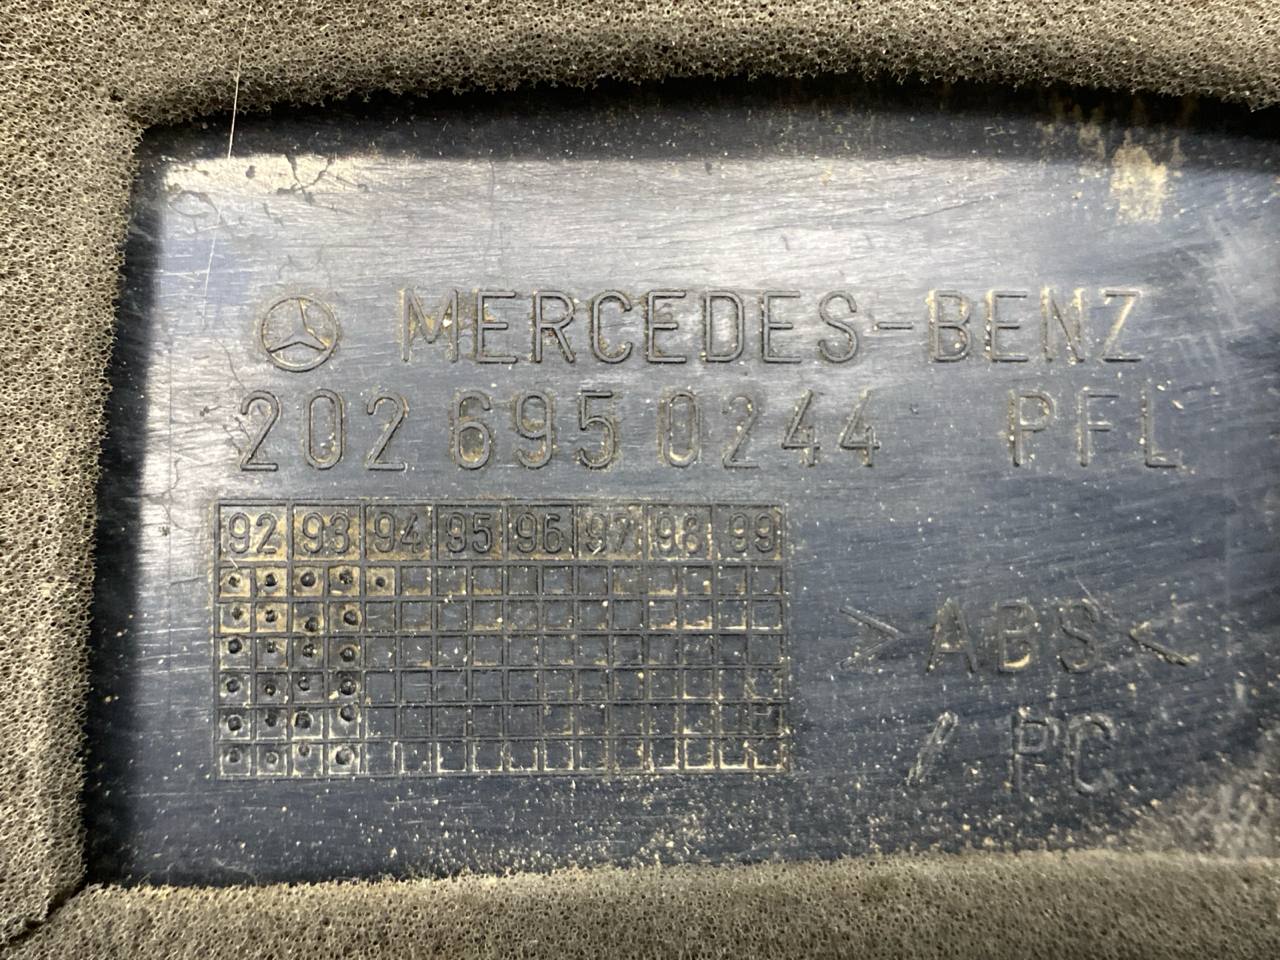 MERCEDES-BENZ
202 695 0244 PFL
92 93 94 95 96 97 98 99
>ABS<
/ PC